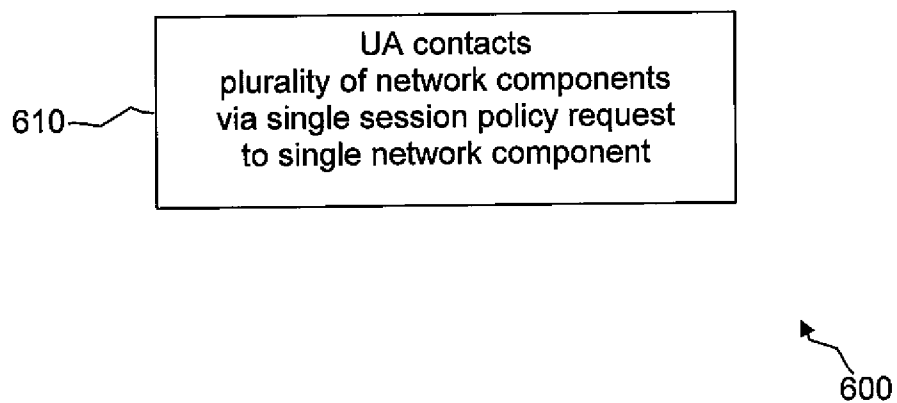 UA contacts
plurality of network components
via single session policy request
to single network component
610
600